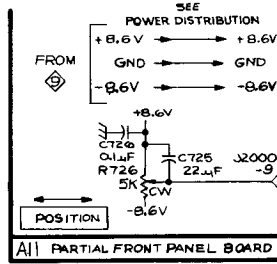 SEE
POWER DISTRIBUTION
FROM
9
+8.6V +8.6V
GND GND
-8.6V -8.6V
+8.6V
C726
0.1µF
C725
22µF
J2000
-9
R726
5K
CW
-8.6V
POSITION
A11 PARTIAL FRONT PANEL BOARD